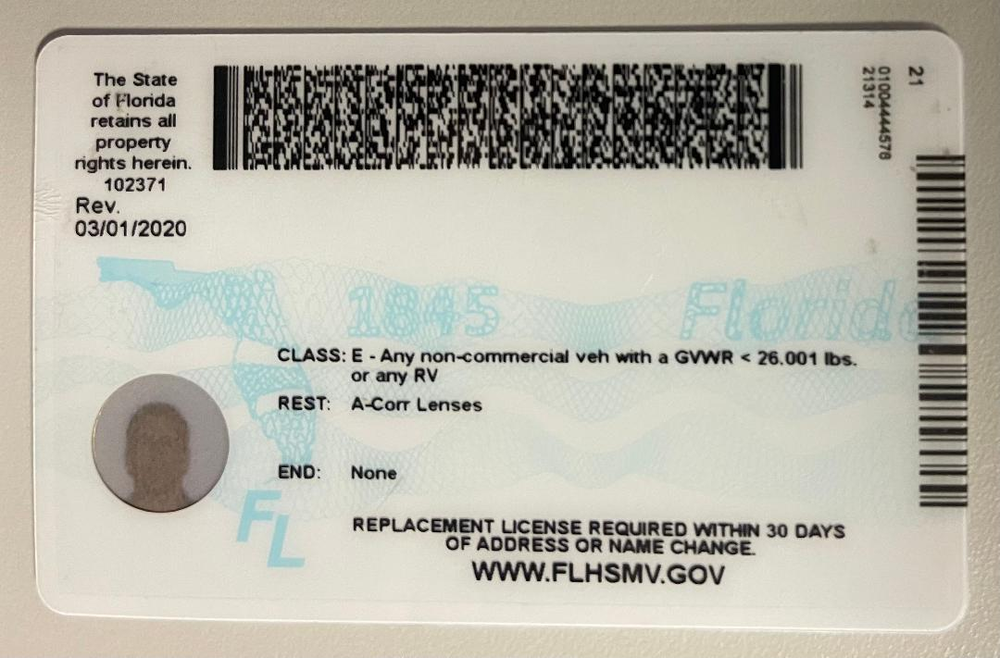 The State
of Florida
retains all
property
rights herein.
102371
Rev.
03/01/2020
21
0100444457
21314
1845 Florida
CLASS: E - Any non-commercial veh with a GVWR < 26.001 lbs.
or any RV
REST: A-Corr Lenses
END: None
FL
REPLACEMENT LICENSE REQUIRED WITHIN 30 DAYS
OF ADDRESS OR NAME CHANGE.
WWW.FLHSMV.GOV